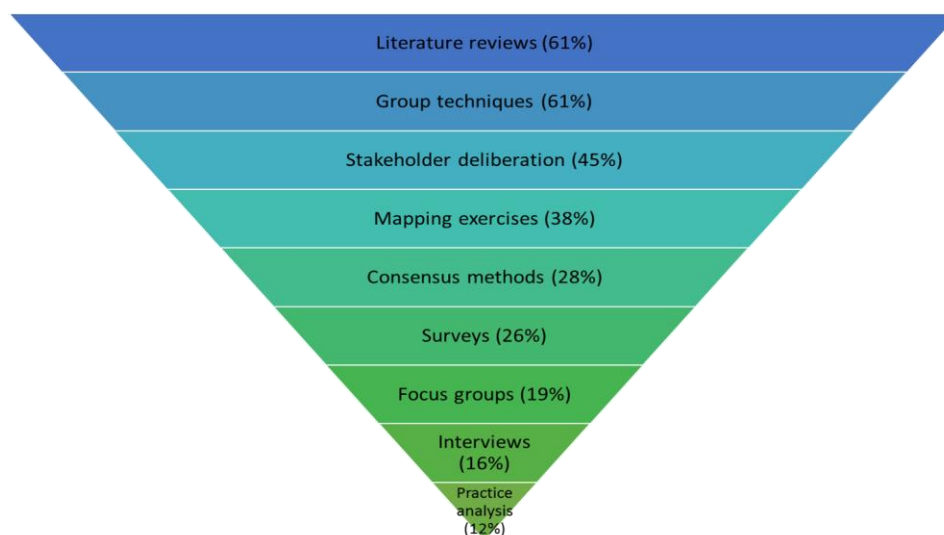 Literature reviews (61%)
Group techniques (61%)
Stakeholder deliberation (45%)
Mapping exercises (38%)
Consensus methods (28%)
Surveys (26%)
Focus groups (19%)
Interviews
(16%)
Practice
analysis
(12%)